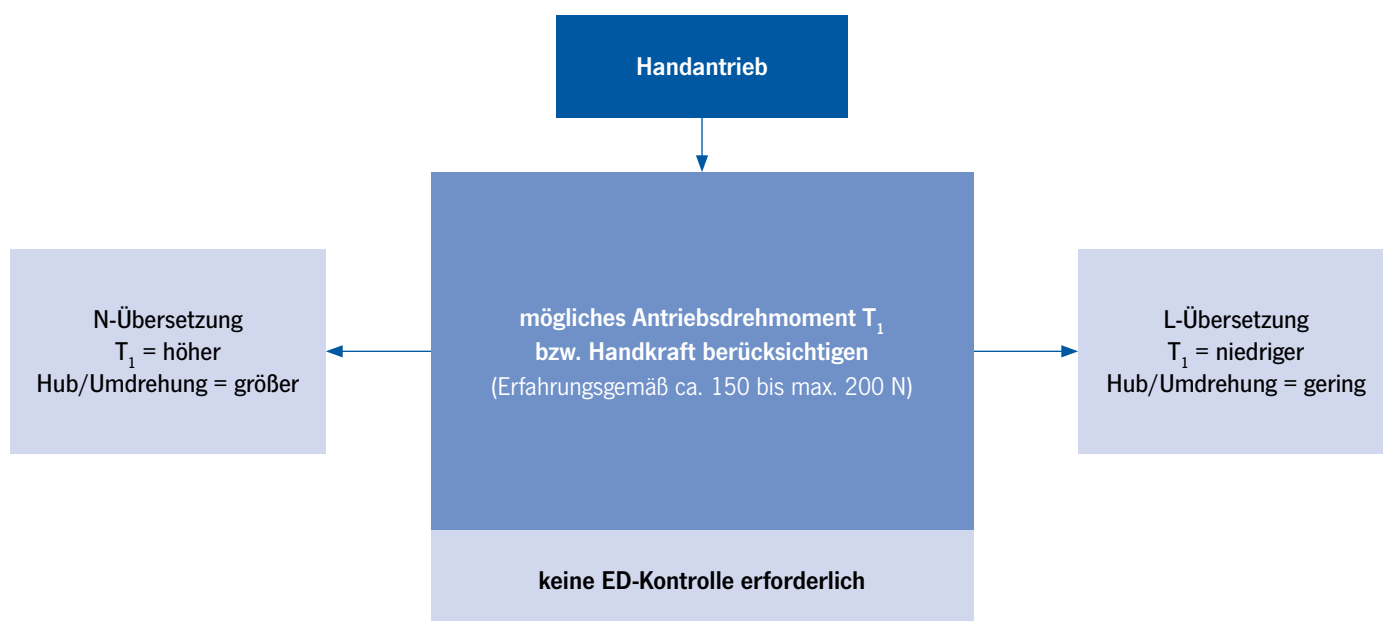 Handantrieb
mögliches Antriebsdrehmoment T₁
bzw. Handkraft berücksichtigen
(Erfahrungsgemäß ca. 150 bis max. 200 N)
N-Übersetzung
T₁ = höher
Hub/Umdrehung = größer
L-Übersetzung
T₁ = niedriger
Hub/Umdrehung = gering
keine ED-Kontrolle erforderlich